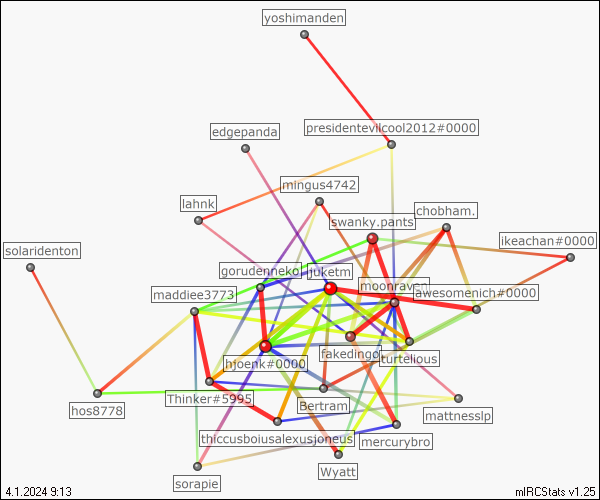 yoshimanden
edgepanda
presidentevilcool2012#0000
mingus4742
lahnk
swanky.pants
chobham.
solaridenton
ikeachan#0000
gorudenneko
juketm
moonraven
maddiee3773
awesomenich#0000
hfoenk#0000
fakedingo
turtelious
Thinker#5995
hos8778
Bertram
mattnesslp
thiccusboiusalexusjoneus
mercurybro
sorapie
Wyatt
4.1.2024 9:13
mIRCStats v1.25